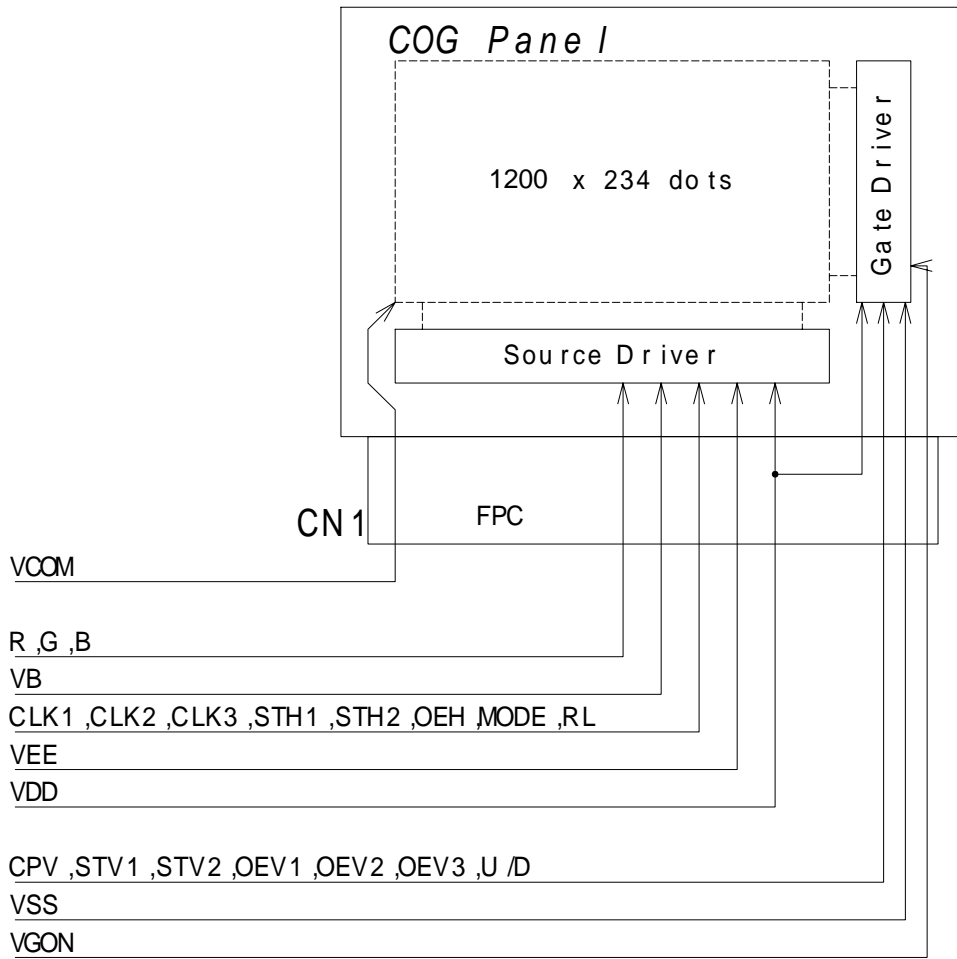 COG Panel
1200 x 234 dots
Gate Driver
Source Driver
CN1
FPC
VCOM
R,G,B
VB
CLK1,CLK2,CLK3,STH1,STH2,OEH,MODE,RL
VEE
VDD
CPV,STV1,STV2,OEV1,OEV2,OEV3,U/D
VSS
VGON